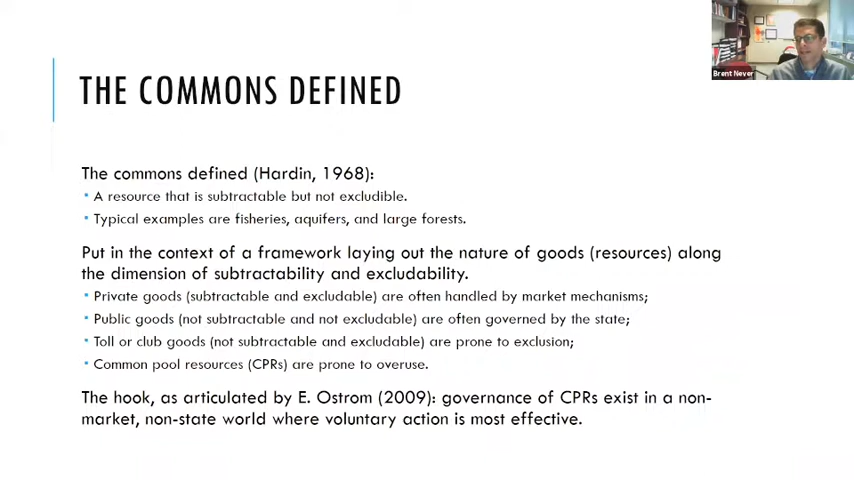 Brent Never
THE COMMONS DEFINED
The commons defined (Hardin, 1968):
• A resource that is subtractable but not excludible.
• Typical examples are fisheries, aquifers, and large forests.
Put in the context of a framework laying out the nature of goods (resources) along
the dimension of subtractability and excludability.
• Private goods (subtractable and excludable) are often handled by market mechanisms;
• Public goods (not subtractable and not excludable) are often governed by the state;
• Toll or club goods (not subtractable and excludable) are prone to exclusion;
• Common pool resources (CPRs) are prone to overuse.
The hook, as articulated by E. Ostrom (2009): governance of CPRs exist in a non-
market, non-state world where voluntary action is most effective.